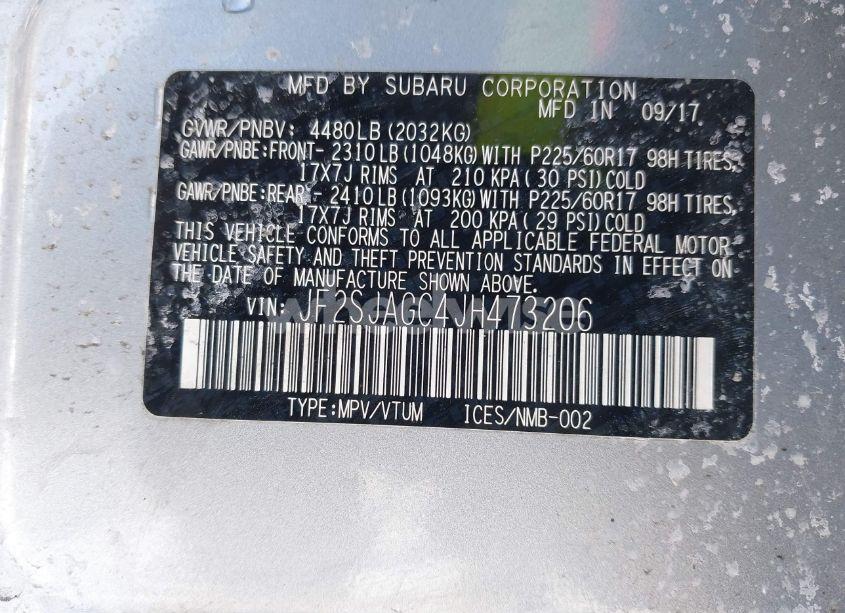 MFD BY SUBARU CORPORATION
MFD IN 09/17
GVWR/PNBV: 4480LB(2032KG)
GAWR/PNBE:FRONT- 2310LB(1048KG)WITH P225/60R17 98H TIRES,
17X7J RIMS AT 210 KPA(30 PSI)COLD
GAWR/PNBE:REAR - 2410LB(1093KG)WITH P225/60R17 98H TIRES,
17X7J RIMS AT 200 KPA(29 PSI)COLD
THIS VEHICLE CONFORMS TO ALL APPLICABLE FEDERAL MOTOR
VEHICLE SAFETY AND THEFT PREVENTION STANDARDS IN EFFECT ON
THE DATE OF MANUFACTURE SHOWN ABOVE.
VIN: JF2SJAGC4JH473206
TYPE:MPV/VTUM ICES/NMB-002